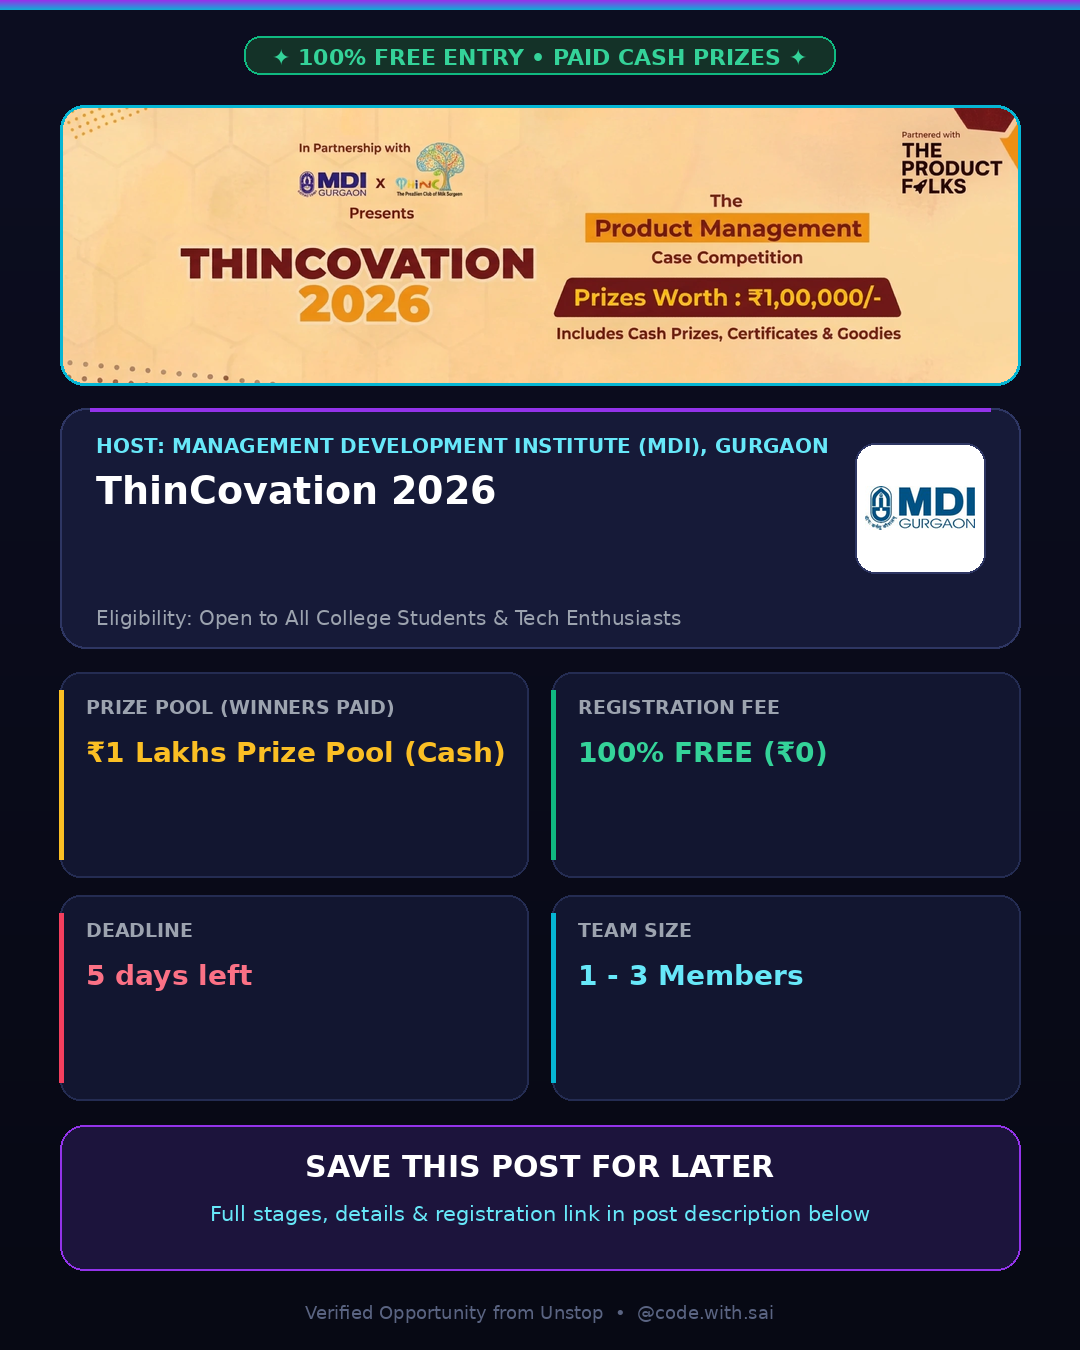 ✦ 100% FREE ENTRY • PAID CASH PRIZES ✦
In Partnership with
MDI
GURGAON
X
Presents
THINCOVATION
2026
Partnered with
THE
PRODUCT
FOLKS
The
Product Management
Case Competition
Prizes Worth : ₹1,00,000/-
Includes Cash Prizes, Certificates & Goodies
HOST: MANAGEMENT DEVELOPMENT INSTITUTE (MDI), GURGAON
ThinCovation 2026
MDI
GURGAON
Eligibility: Open to All College Students & Tech Enthusiasts
PRIZE POOL (WINNERS PAID)
₹1 Lakhs Prize Pool (Cash)
REGISTRATION FEE
100% FREE (₹0)
DEADLINE
5 days left
TEAM SIZE
1 - 3 Members
SAVE THIS POST FOR LATER
Full stages, details & registration link in post description below
Verified Opportunity from Unstop • @code.with.sai